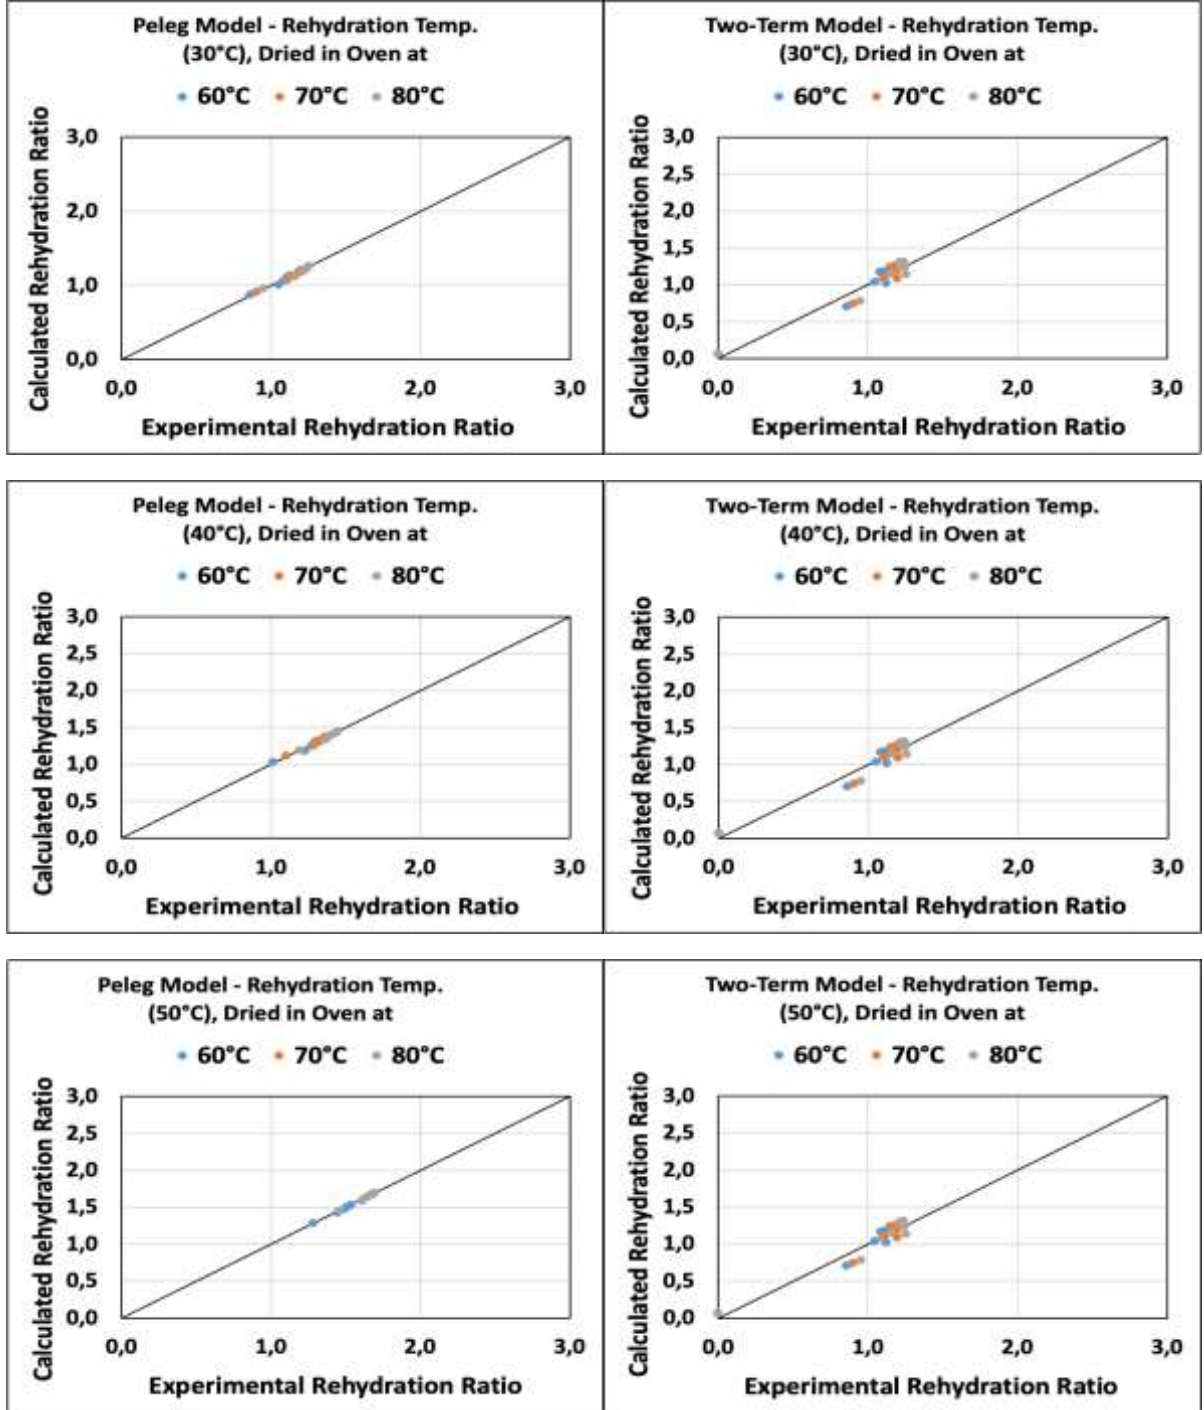 Peleg Model - Rehydration Temp.
(30°C), Dried in Oven at
60°C 70°C 80°C
Calculated Rehydration Ratio
3,0
2,0
1,0
0,0
0,0 1,0 2,0 3,0
Experimental Rehydration Ratio
Two-Term Model - Rehydration Temp.
(30°C), Dried in Oven at
60°C 70°C 80°C
Calculated Rehydration Ratio
3,0
2,5
2,0
1,5
1,0
0,5
0,0
0,0 1,0 2,0 3,0
Experimental Rehydration Ratio
Peleg Model - Rehydration Temp.
(40°C), Dried in Oven at
60°C 70°C 80°C
Calculated Rehydration Ratio
3,0
2,5
2,0
1,5
1,0
0,5
0,0
0,0 1,0 2,0 3,0
Experimental Rehydration Ratio
Two-Term Model - Rehydration Temp.
(40°C), Dried in Oven at
60°C 70°C 80°C
Calculated Rehydration Ratio
3,0
2,5
2,0
1,5
1,0
0,5
0,0
0,0 1,0 2,0 3,0
Experimental Rehydration Ratio
Peleg Model - Rehydration Temp.
(50°C), Dried in Oven at
60°C 70°C 80°C
Calculated Rehydration Ratio
3,0
2,5
2,0
1,5
1,0
0,5
0,0
0,0 1,0 2,0 3,0
Experimental Rehydration Ratio
Two-Term Model - Rehydration Temp.
(50°C), Dried in Oven at
60°C 70°C 80°C
Calculated Rehydration Ratio
3,0
2,5
2,0
1,5
1,0
0,5
0,0
0,0 1,0 2,0 3,0
Experimental Rehydration Ratio